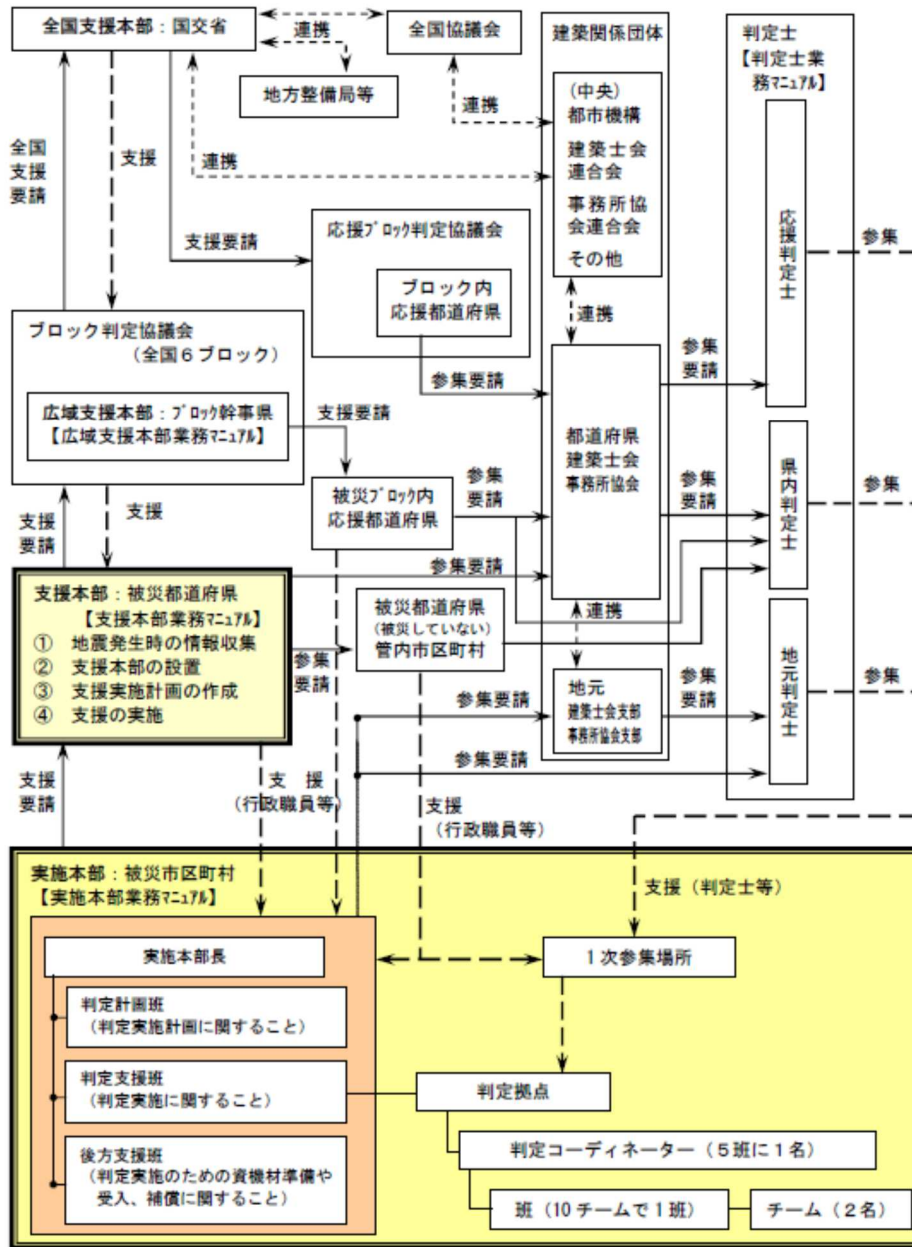 全国支援本部：国交省
連携
全国協議会
地方整備局等
連携
連携
全国
支援
要請
支援
支援要請
建築関係団体
(中央)
都市機構
建築士会
連合会
事務所協
会連合会
その他
連携
判定士
【判定士業
務ﾏﾆｭｱﾙ】
応援判定士
参集
応援ﾌﾞﾛｯｸ判定協議会
ブロック内
応援都道府県
参集要請
ブロック判定協議会
(全国６ブロック)
広域支援本部：ﾌﾞﾛｯｸ幹事県
【広域支援本部業務ﾏﾆｭｱﾙ】
支援要請
被災ﾌﾞﾛｯｸ内
応援都道府県
参集
要請
都道府県
建築士会
事務所協会
参集
要請
参集
要請
県内判定士
参集
支援
要請
支援
参集要請
支援本部：被災都道府県
【支援本部業務ﾏﾆｭｱﾙ】
① 地震発生時の情報収集
② 支援本部の設置
③ 支援実施計画の作成
④ 支援の実施
参集
要請
被災都道府県
(被災していない)
管内市区町村
連携
参集要請
地元
建築士会支部
事務所協会支部
参集
要請
地元判定士
参集
参集要請
支援
要請
支 援
(行政職員等)
支援
(行政職員等)
実施本部：被災市区町村
【実施本部業務ﾏﾆｭｱﾙ】
支援（判定士等）
実施本部長
１次参集場所
判定計画班
（判定実施計画に関すること）
判定支援班
（判定実施に関すること）
判定拠点
後方支援班
（判定実施のための資機材準備や
受入、補償に関すること）
判定コーディネーター（５班に１名）
班（10 チームで１班）
チーム（２名）